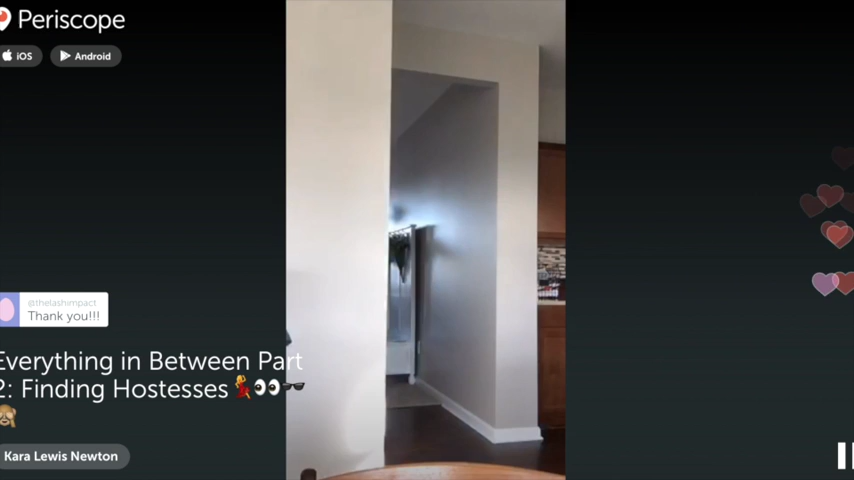 Periscope
iOS
Android
@thelashimpact
Thank you!!!
Everything in Between Part
2: Finding Hostesses
Kara Lewis Newton